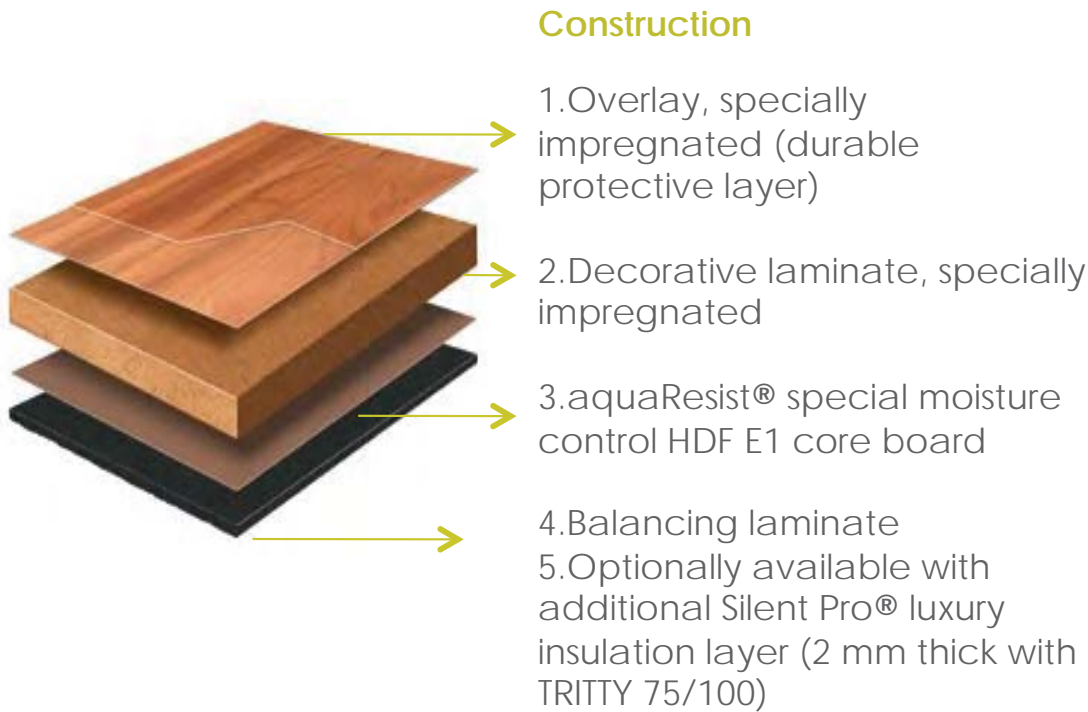 Construction
1.Overlay, specially
impregnated (durable
protective layer)
2.Decorative laminate, specially
impregnated
3.aquaResist® special moisture
control HDF E1 core board
4.Balancing laminate
5.Optionally available with
additional Silent Pro® luxury
insulation layer (2 mm thick with
TRITTY 75/100)